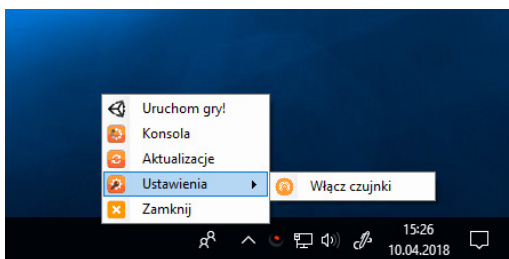 Uruchom gry!
Konsola
Aktualizacje
Ustawienia
Włącz czujnki
Zamknij
15:26
10.04.2018